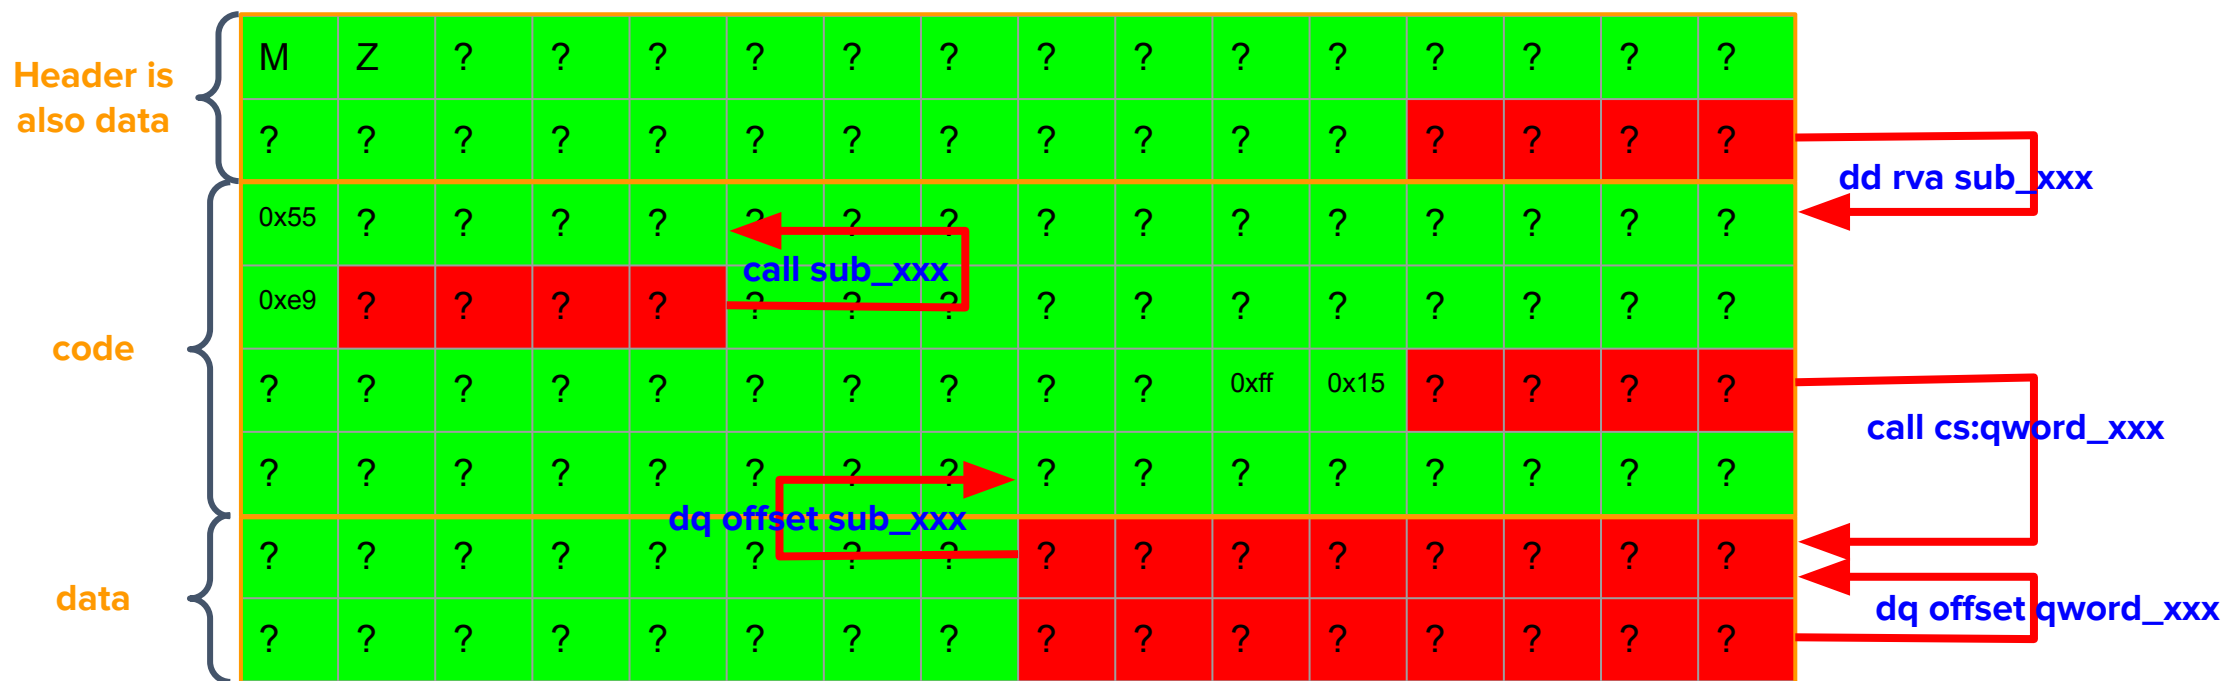 Header is
also data
M Z ? ? ? ? ? ? ? ? ? ? ? ? ? ?
? ? ? ? ? ? ? ? ? ? ? ? ? ? ? ?
dd rva sub_xxx
code
0x55 ? ? ? ? ? ? ? ? ? ? ? ? ? ? ?
call sub_xxx
0xe9 ? ? ? ? ? ? ? ? ? ? ? ? ? ? ?
? ? ? ? ? ? ? ? ? ? 0xff 0x15 ? ? ? ?
call cs:qword_xxx
? ? ? ? ? ? ? ? ? ? ? ? ? ? ? ?
dq offset sub_xxx
data
? ? ? ? ? ? ? ? ? ? ? ? ? ? ? ?
dq offset qword_xxx
? ? ? ? ? ? ? ? ? ? ? ? ? ? ? ?